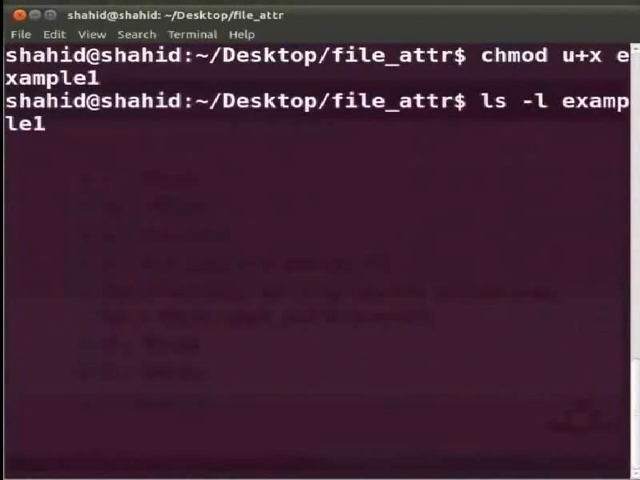 shahid@shahid: ~/Desktop/file_attr
File Edit View Search Terminal Help
shahid@shahid:~/Desktop/file_attr$ chmod u+x e
xample1
shahid@shahid:~/Desktop/file_attr$ ls -l examp
le1